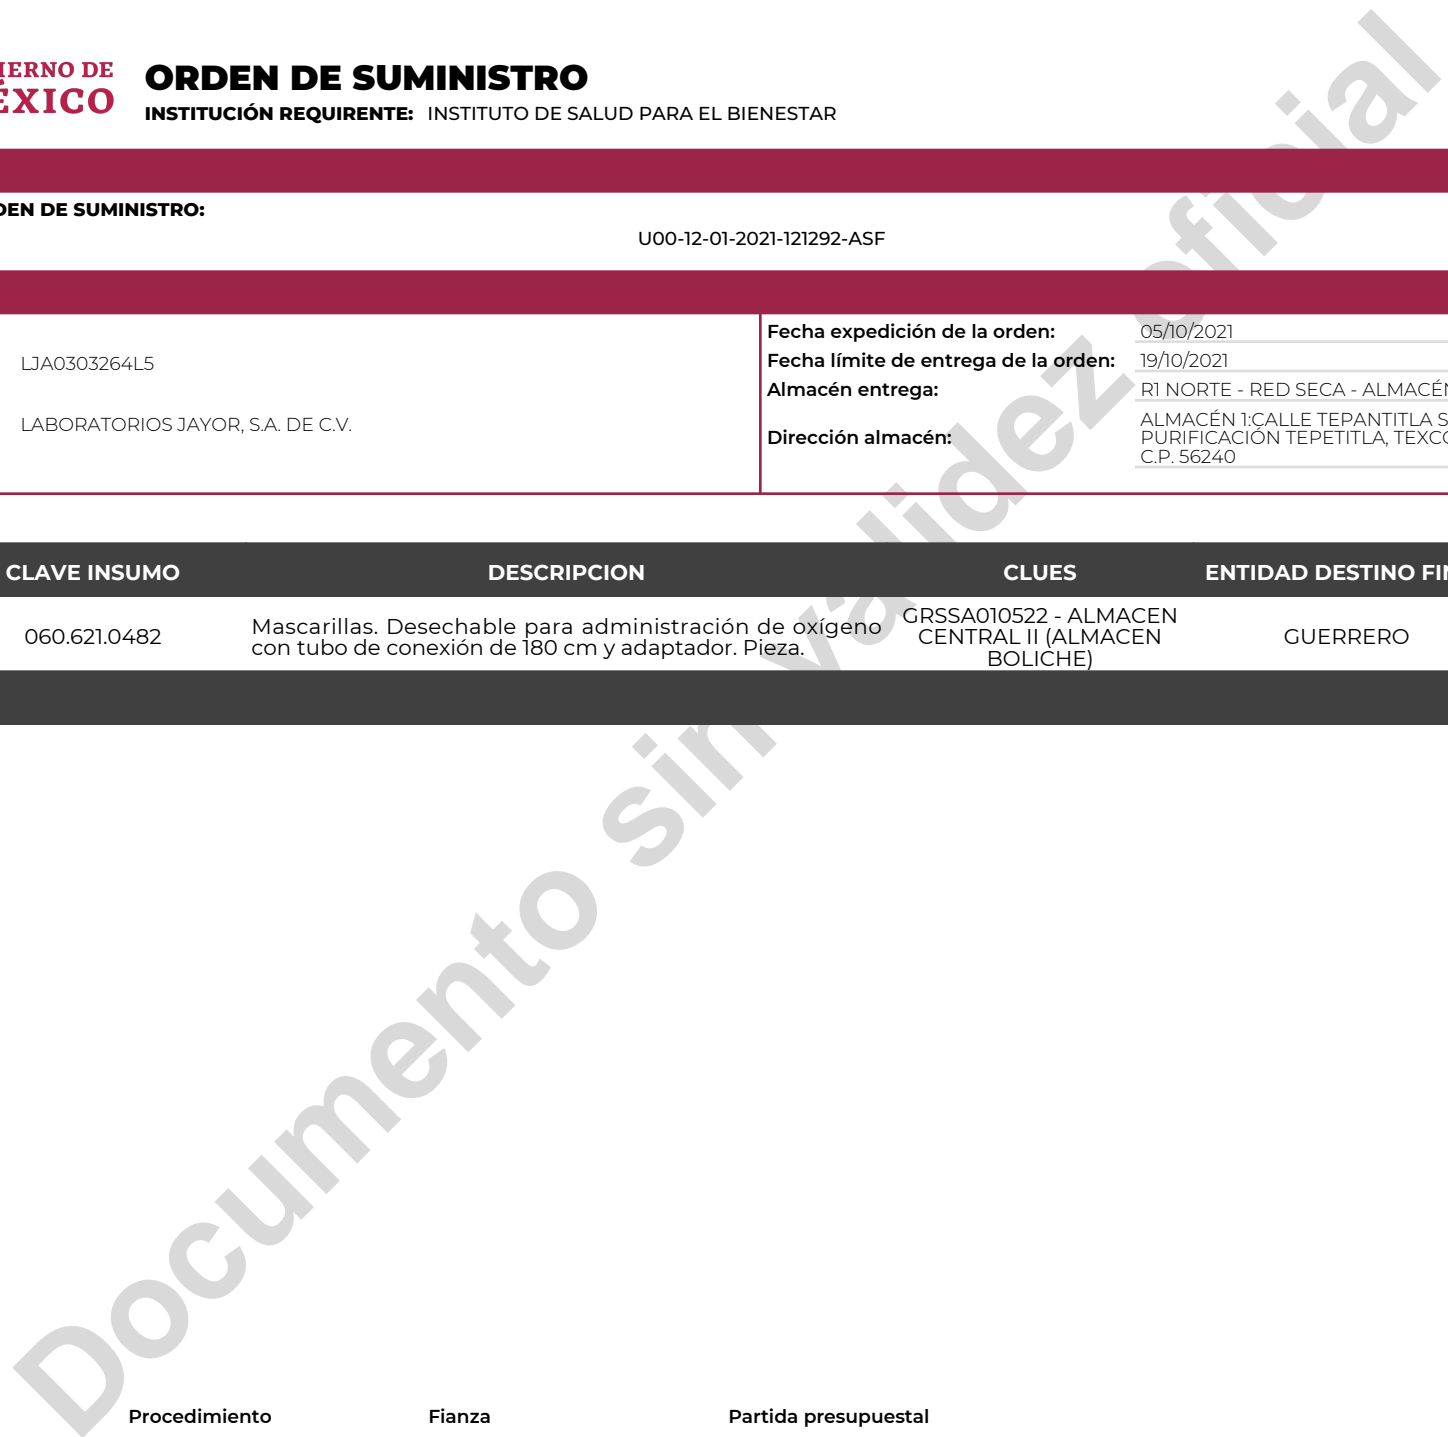 IERNO DE
ÉXICO
ORDEN DE SUMINISTRO
INSTITUCIÓN REQUIRENTE: INSTITUTO DE SALUD PARA EL BIENESTAR
DEN DE SUMINISTRO:
U00-12-01-2021-121292-ASF
LJA0303264L5
LABORATORIOS JAYOR, S.A. DE C.V.
Fecha expedición de la orden: 05/10/2021
Fecha límite de entrega de la orden: 19/10/2021
Almacén entrega: R1 NORTE - RED SECA - ALMACÉN
Dirección almacén: ALMACÉN 1:CALLE TEPANTITLA S
PURIFICACIÓN TEPETITLA, TEXCO
C.P. 56240
CLAVE INSUMO DESCRIPCION CLUES ENTIDAD DESTINO FIN
060.621.0482
Mascarillas. Desechable para administración de oxígeno
con tubo de conexión de 180 cm y adaptador. Pieza.
GRSSA010522 - ALMACEN
CENTRAL II (ALMACEN
BOLICHE)
GUERRERO
Documento sin validez oficial
Procedimiento Fianza Partida presupuestal